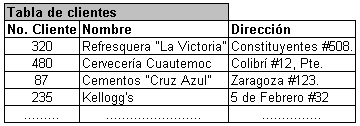 Tabla de clientes
No. Cliente Nombre Dirección
320 Refresquera "La Victoria" Constituyentes #508.
480 Cervecería Cuautemoc Colibrí #12, Pte.
87 Cementos "Cruz Azul" Zaragoza #123.
235 Kellogg's 5 de Febrero #32
......... ........................ ...............